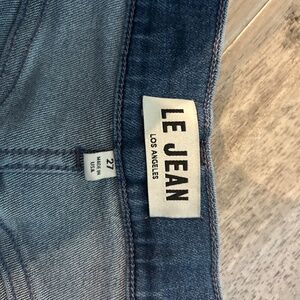 LE JEAN
LOS ANGELES
27
MADE IN
USA